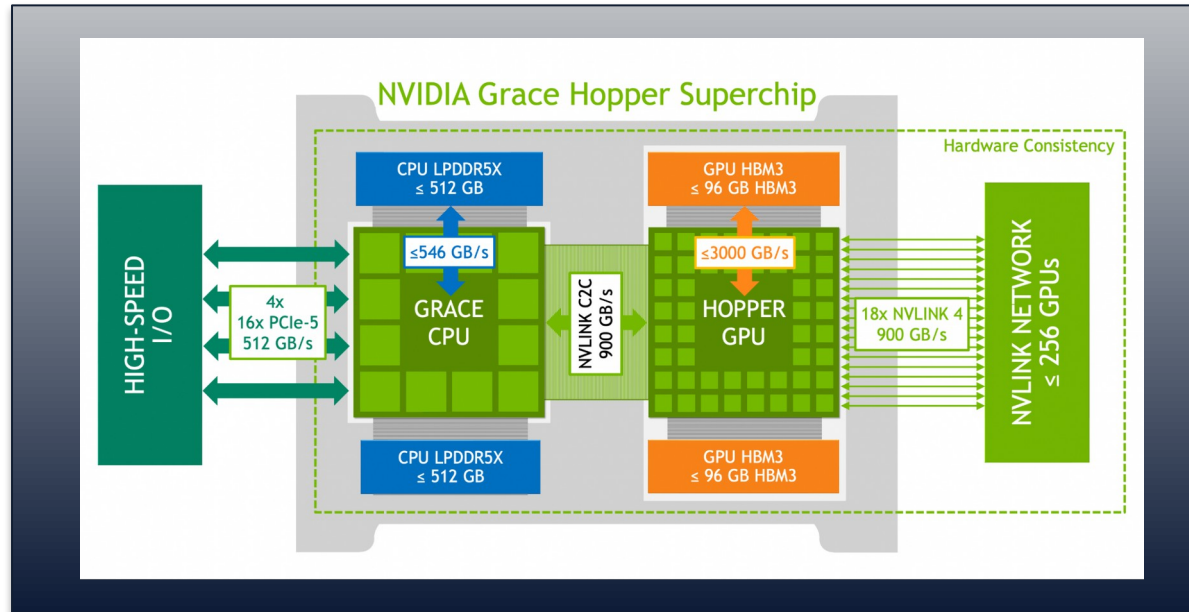 NVIDIA Grace Hopper Superchip
Hardware Consistency
CPU LPDDR5X
≤ 512 GB
GPU HBM3
≤ 96 GB HBM3
HIGH-SPEED
I/O
4x
16x PCIe-5
512 GB/s
≤546 GB/s
GRACE
CPU
NVLINK C2C
900 GB/s
≤3000 GB/s
HOPPER
GPU
18x NVLINK 4
900 GB/s
NVLINK NETWORK
≤ 256 GPUs
CPU LPDDR5X
≤ 512 GB
GPU HBM3
≤ 96 GB HBM3